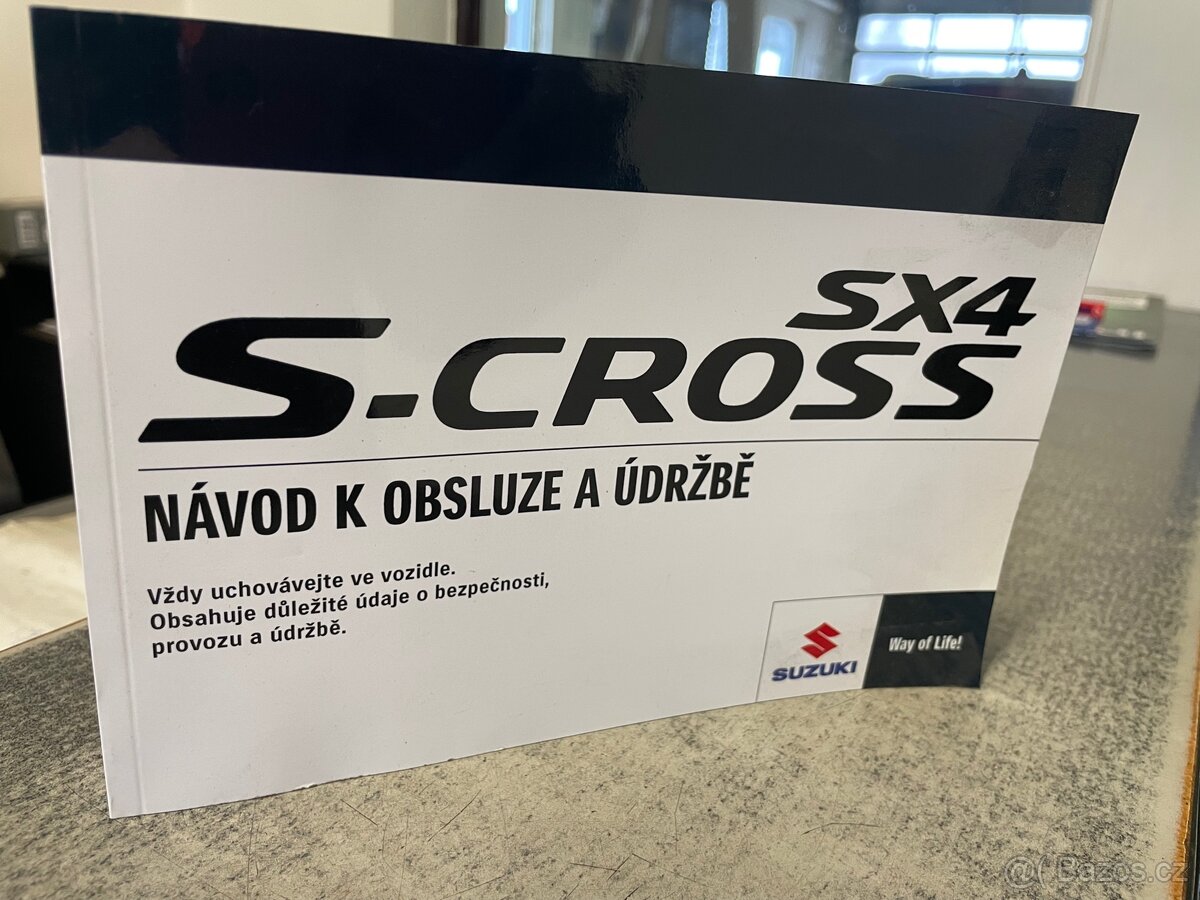 SX4
S-CROSS
NÁVOD K OBSLUZE A ÚDRŽBĚ
Vždy uchovávejte ve vozidle.
Obsahuje důležité údaje o bezpečnosti,
provozu a údržbě.
SUZUKI
Way of Life!
Bazos.cz